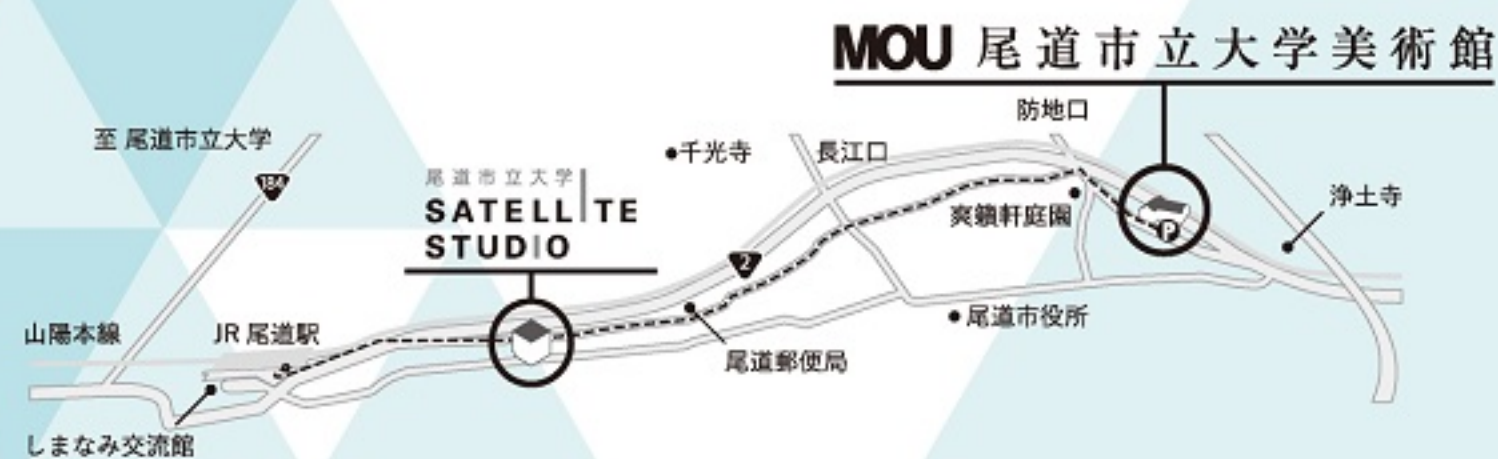 MOU 尾道市立大学美術館
防地口
至 尾道市立大学
184
千光寺
長江口
尾道市立大学
SATELLITE
STUDIO
浄土寺
爽籟軒庭園
P
2
尾道市役所
山陽本線
JR 尾道駅
尾道郵便局
しまなみ交流館